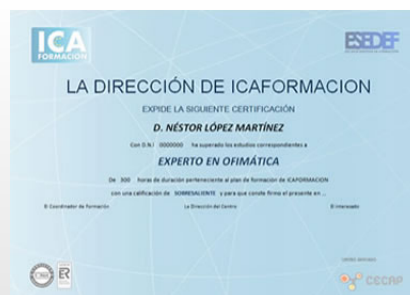 ICA
FORMACIÓN
ESEDEF
LA DIRECCIÓN DE ICAFORMACION
EXPIDE LA SIGUIENTE CERTIFICACIÓN
D. NÉSTOR LÓPEZ MARTÍNEZ
Con D.N.I 0000000 ha superado los estudios correspondientes a
EXPERTO EN OFIMÁTICA
De 300 horas de duración perteneciente al plan de formación de ICAFORMACION
con una calificación de SOBRESALIENTE y para que conste firmo el presente en ...
El Coordinador de Formación La Dirección del Centro El interesado
ER
CECAP